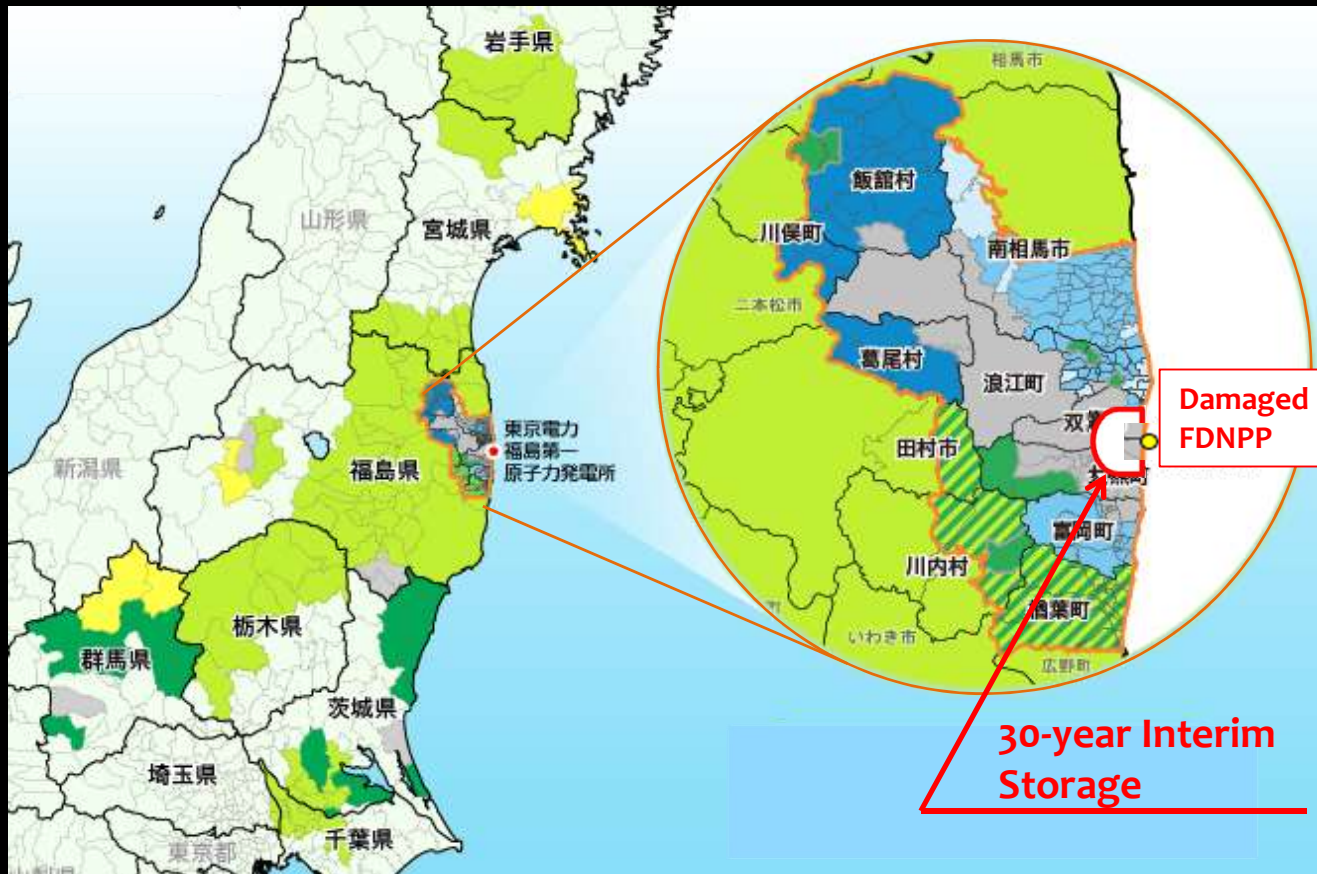 岩手県
山形県
宮城県
新潟県
福島県
東京電力
福島第一
原子力発電所
群馬県
栃木県
茨城県
埼玉県
千葉県
東京都
相馬市
飯舘村
川俣町
南相馬市
二本松市
葛尾村
浪江町
田村市
富岡町
川内村
楢葉町
いわき市
広野町
Damaged
FDNPP
30-year Interim
Storage